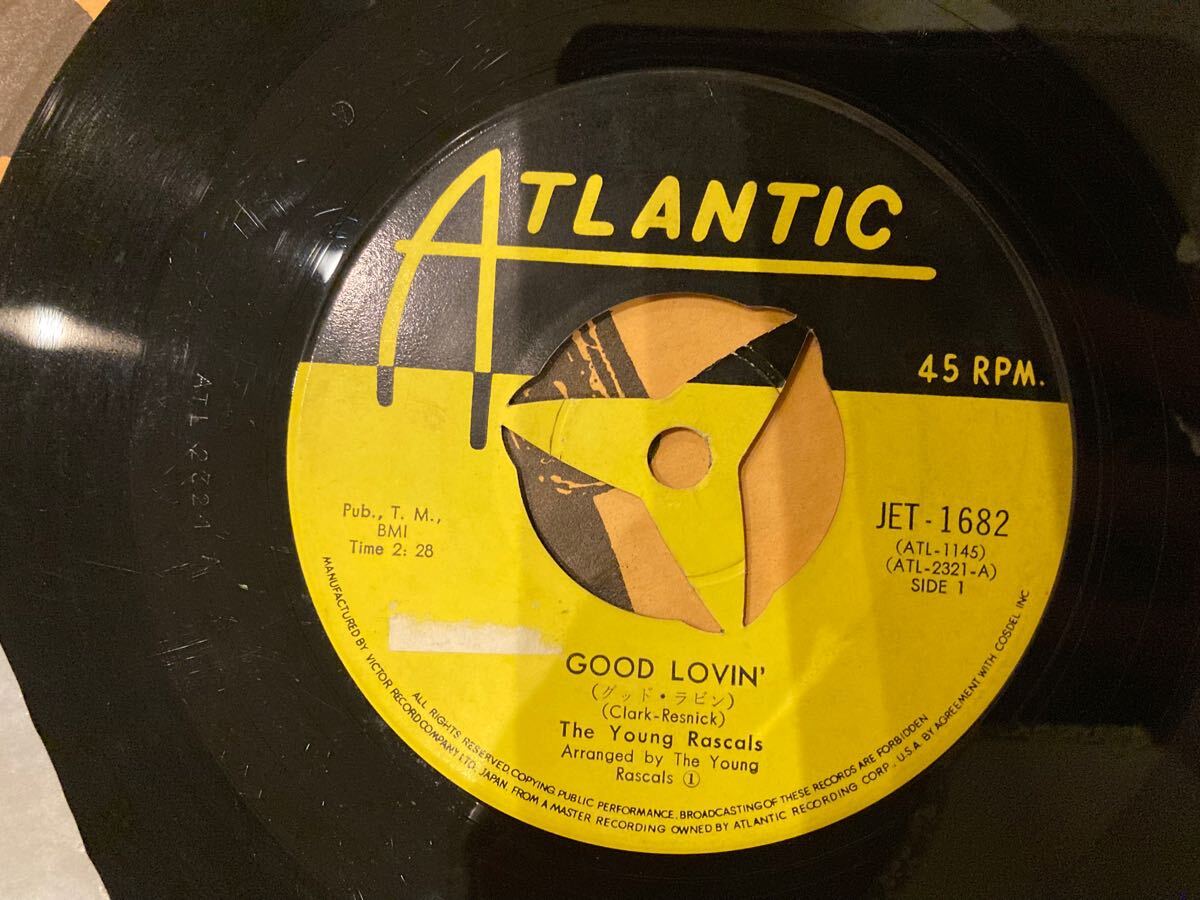 ATLANTIC
45 RPM.
Pub., T. M.,
BMI
Time 2: 28
JET-1682
(ATL-1145)
(ATL-2321-A)
SIDE 1
GOOD LOVIN'
(グッド・ラビン)
(Clark-Resnick)
The Young Rascals
Arranged by The Young
Rascals ①
ALL RIGHTS RESERVED.COPYING, PUBLIC PERFORMANCE, BROADCASTING OF THESE RECORDS ARE FORBIDDEN
MANUFACTURED BY VICTOR RECORD COMPANY LTD. JAPAN. FROM A MASTER RECORDING OWNED BY ATLANTIC RECORDING CORP., U.S.A. BY AGREEMENT WITH COSDEL INC
ATL 2321 A